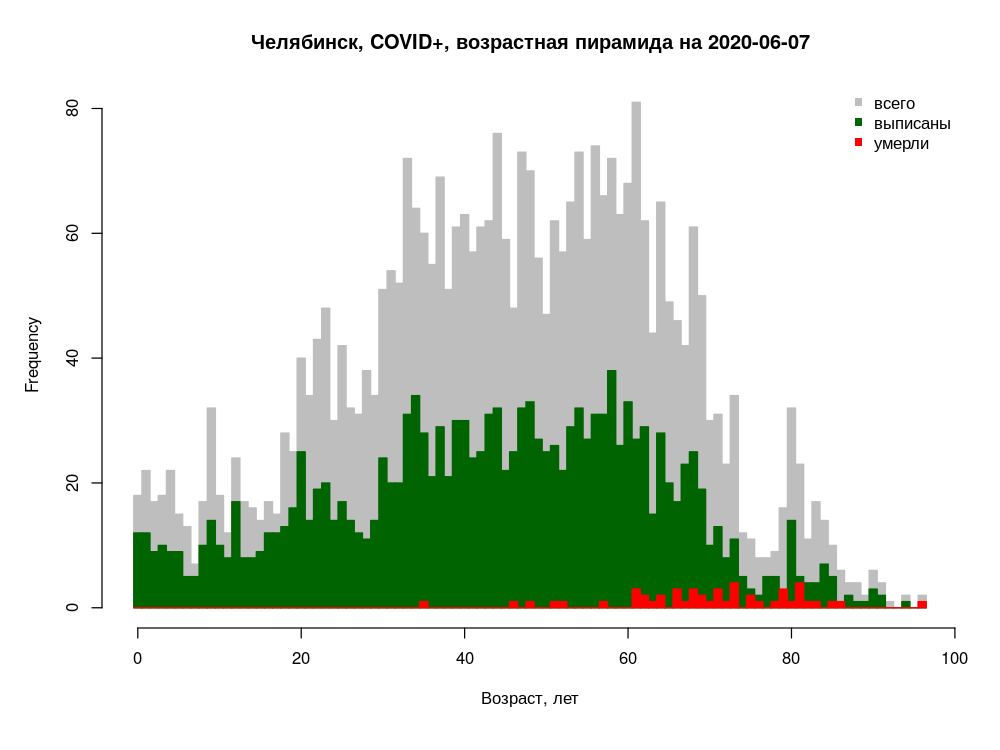 Челябинск, COVID+, возрастная пирамида на 2020-06-07
всего
выписаны
умерли
Frequency
80
60
40
20
0
0 20 40 60 80 100
Возраст, лет